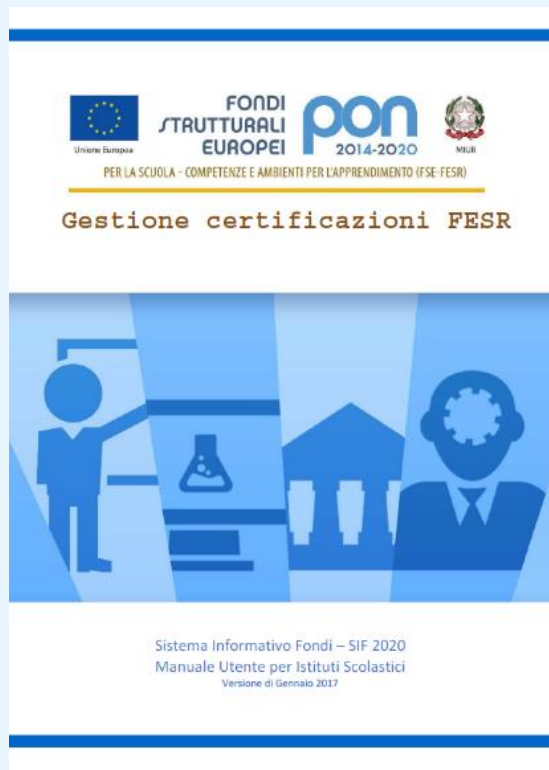 FONDI
STRUTTURALI
EUROPEI
pon
2014-2020
Unione Europea
MIUR
PER LA SCUOLA - COMPETENZE E AMBIENTI PER L'APPRENDIMENTO (FSE-FESR)
Gestione certificazioni FESR
Sistema Informativo Fondi – SIF 2020
Manuale Utente per Istituti Scolastici
Versione di Gennaio 2017